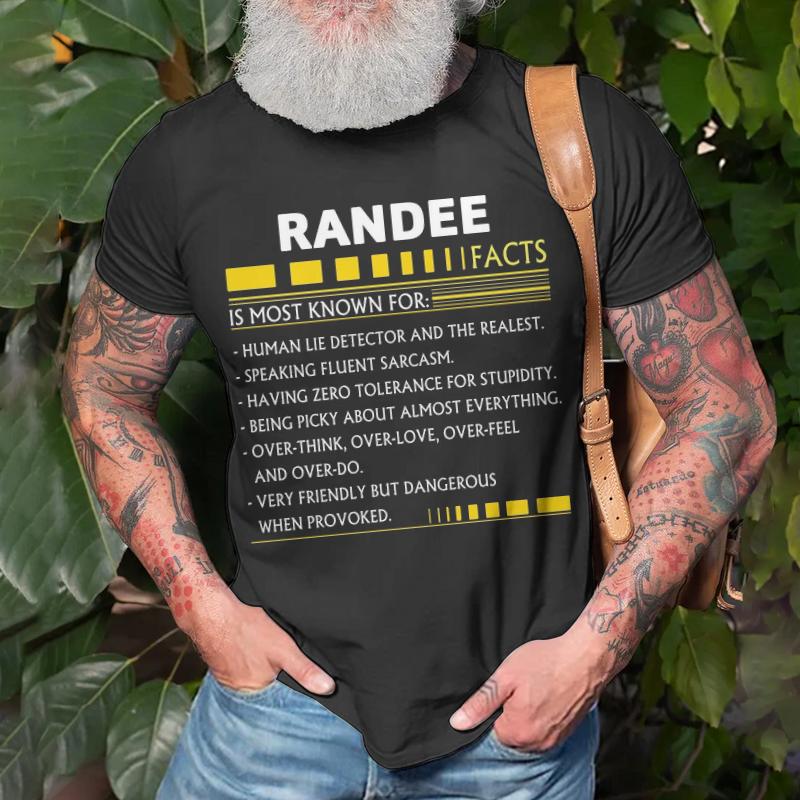 RANDEE
FACTS
IS MOST KNOWN FOR:
- HUMAN LIE DETECTOR AND THE REALEST.
- SPEAKING FLUENT SARCASM.
- HAVING ZERO TOLERANCE FOR STUPIDITY.
- BEING PICKY ABOUT ALMOST EVERYTHING.
- OVER-THINK, OVER-LOVE, OVER-FEEL
AND OVER-DO.
- VERY FRIENDLY BUT DANGEROUS
WHEN PROVOKED.